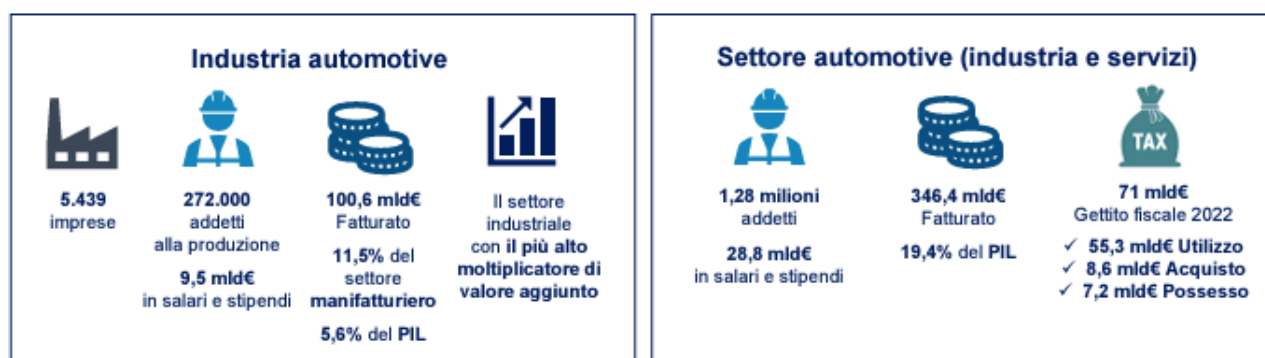 Industria automotive
5.439
imprese
272.000
addetti
alla produzione
9,5 mld€
in salari e stipendi
100,6 mld€
Fatturato
11,5% del
settore
manifatturiero
5,6% del PIL
Il settore
industriale
con il più alto
moltiplicatore di
valore aggiunto
Settore automotive (industria e servizi)
1,28 milioni
addetti
28,8 mld€
in salari e stipendi
346,4 mld€
Fatturato
19,4% del PIL
TAX
71 mld€
Gettito fiscale 2022
✓ 55,3 mld€ Utilizzo
✓ 8,6 mld€ Acquisto
✓ 7,2 mld€ Possesso